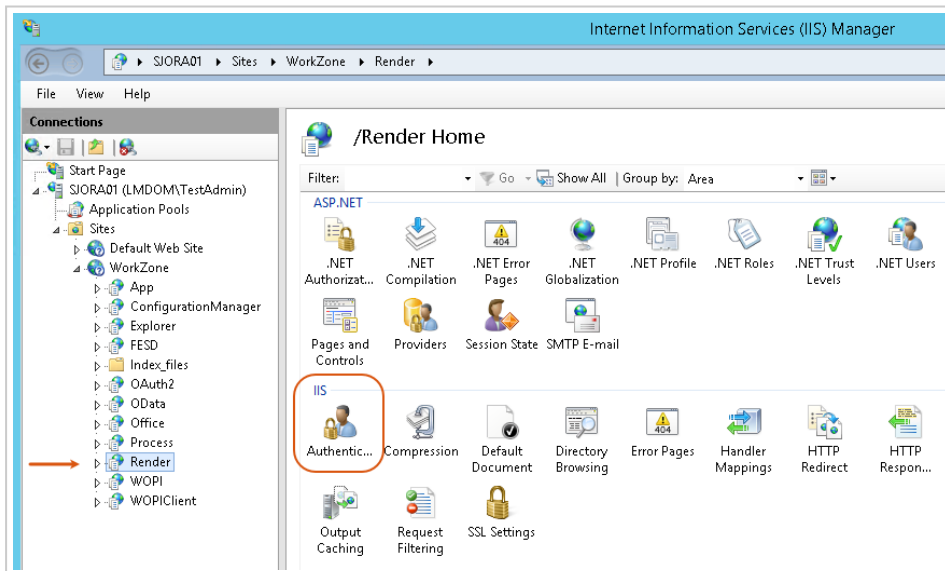 Internet Information Services (IIS) Manager
SJORA01 Sites WorkZone Render
File View Help
Connections
Start Page
SJORA01 (LMDOM\TestAdmin)
Application Pools
Sites
Default Web Site
WorkZone
App
ConfigurationManager
Explorer
FESD
Index_files
OAuth2
OData
Office
Process
Render
WOPI
WOPIClient
/Render Home
Filter: Go Show All Group by: Area
ASP.NET
.NET .NET .NET Error .NET .NET Profile .NET Roles .NET Trust .NET Users
Authorizat... Compilation Pages Globalization Levels
Pages and Providers Session State SMTP E-mail
Controls
IIS
Authentic... Compression Default Directory Error Pages Handler HTTP HTTP
Document Browsing Mappings Redirect Respon...
Output Request SSL Settings
Caching Filtering